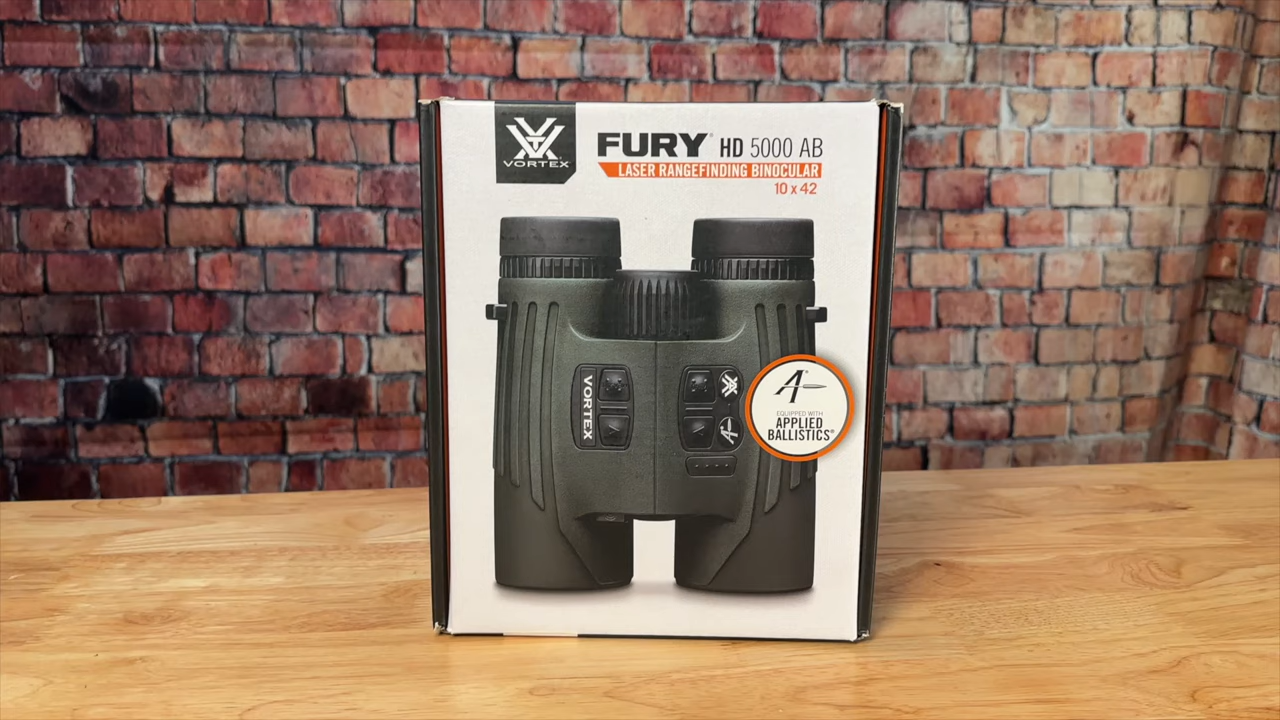 VORTEX
FURY® HD 5000 AB
LASER RANGEFINDING BINOCULAR
10 x 42
VORTEX
A®
EQUIPPED WITH
APPLIED
BALLISTICS®